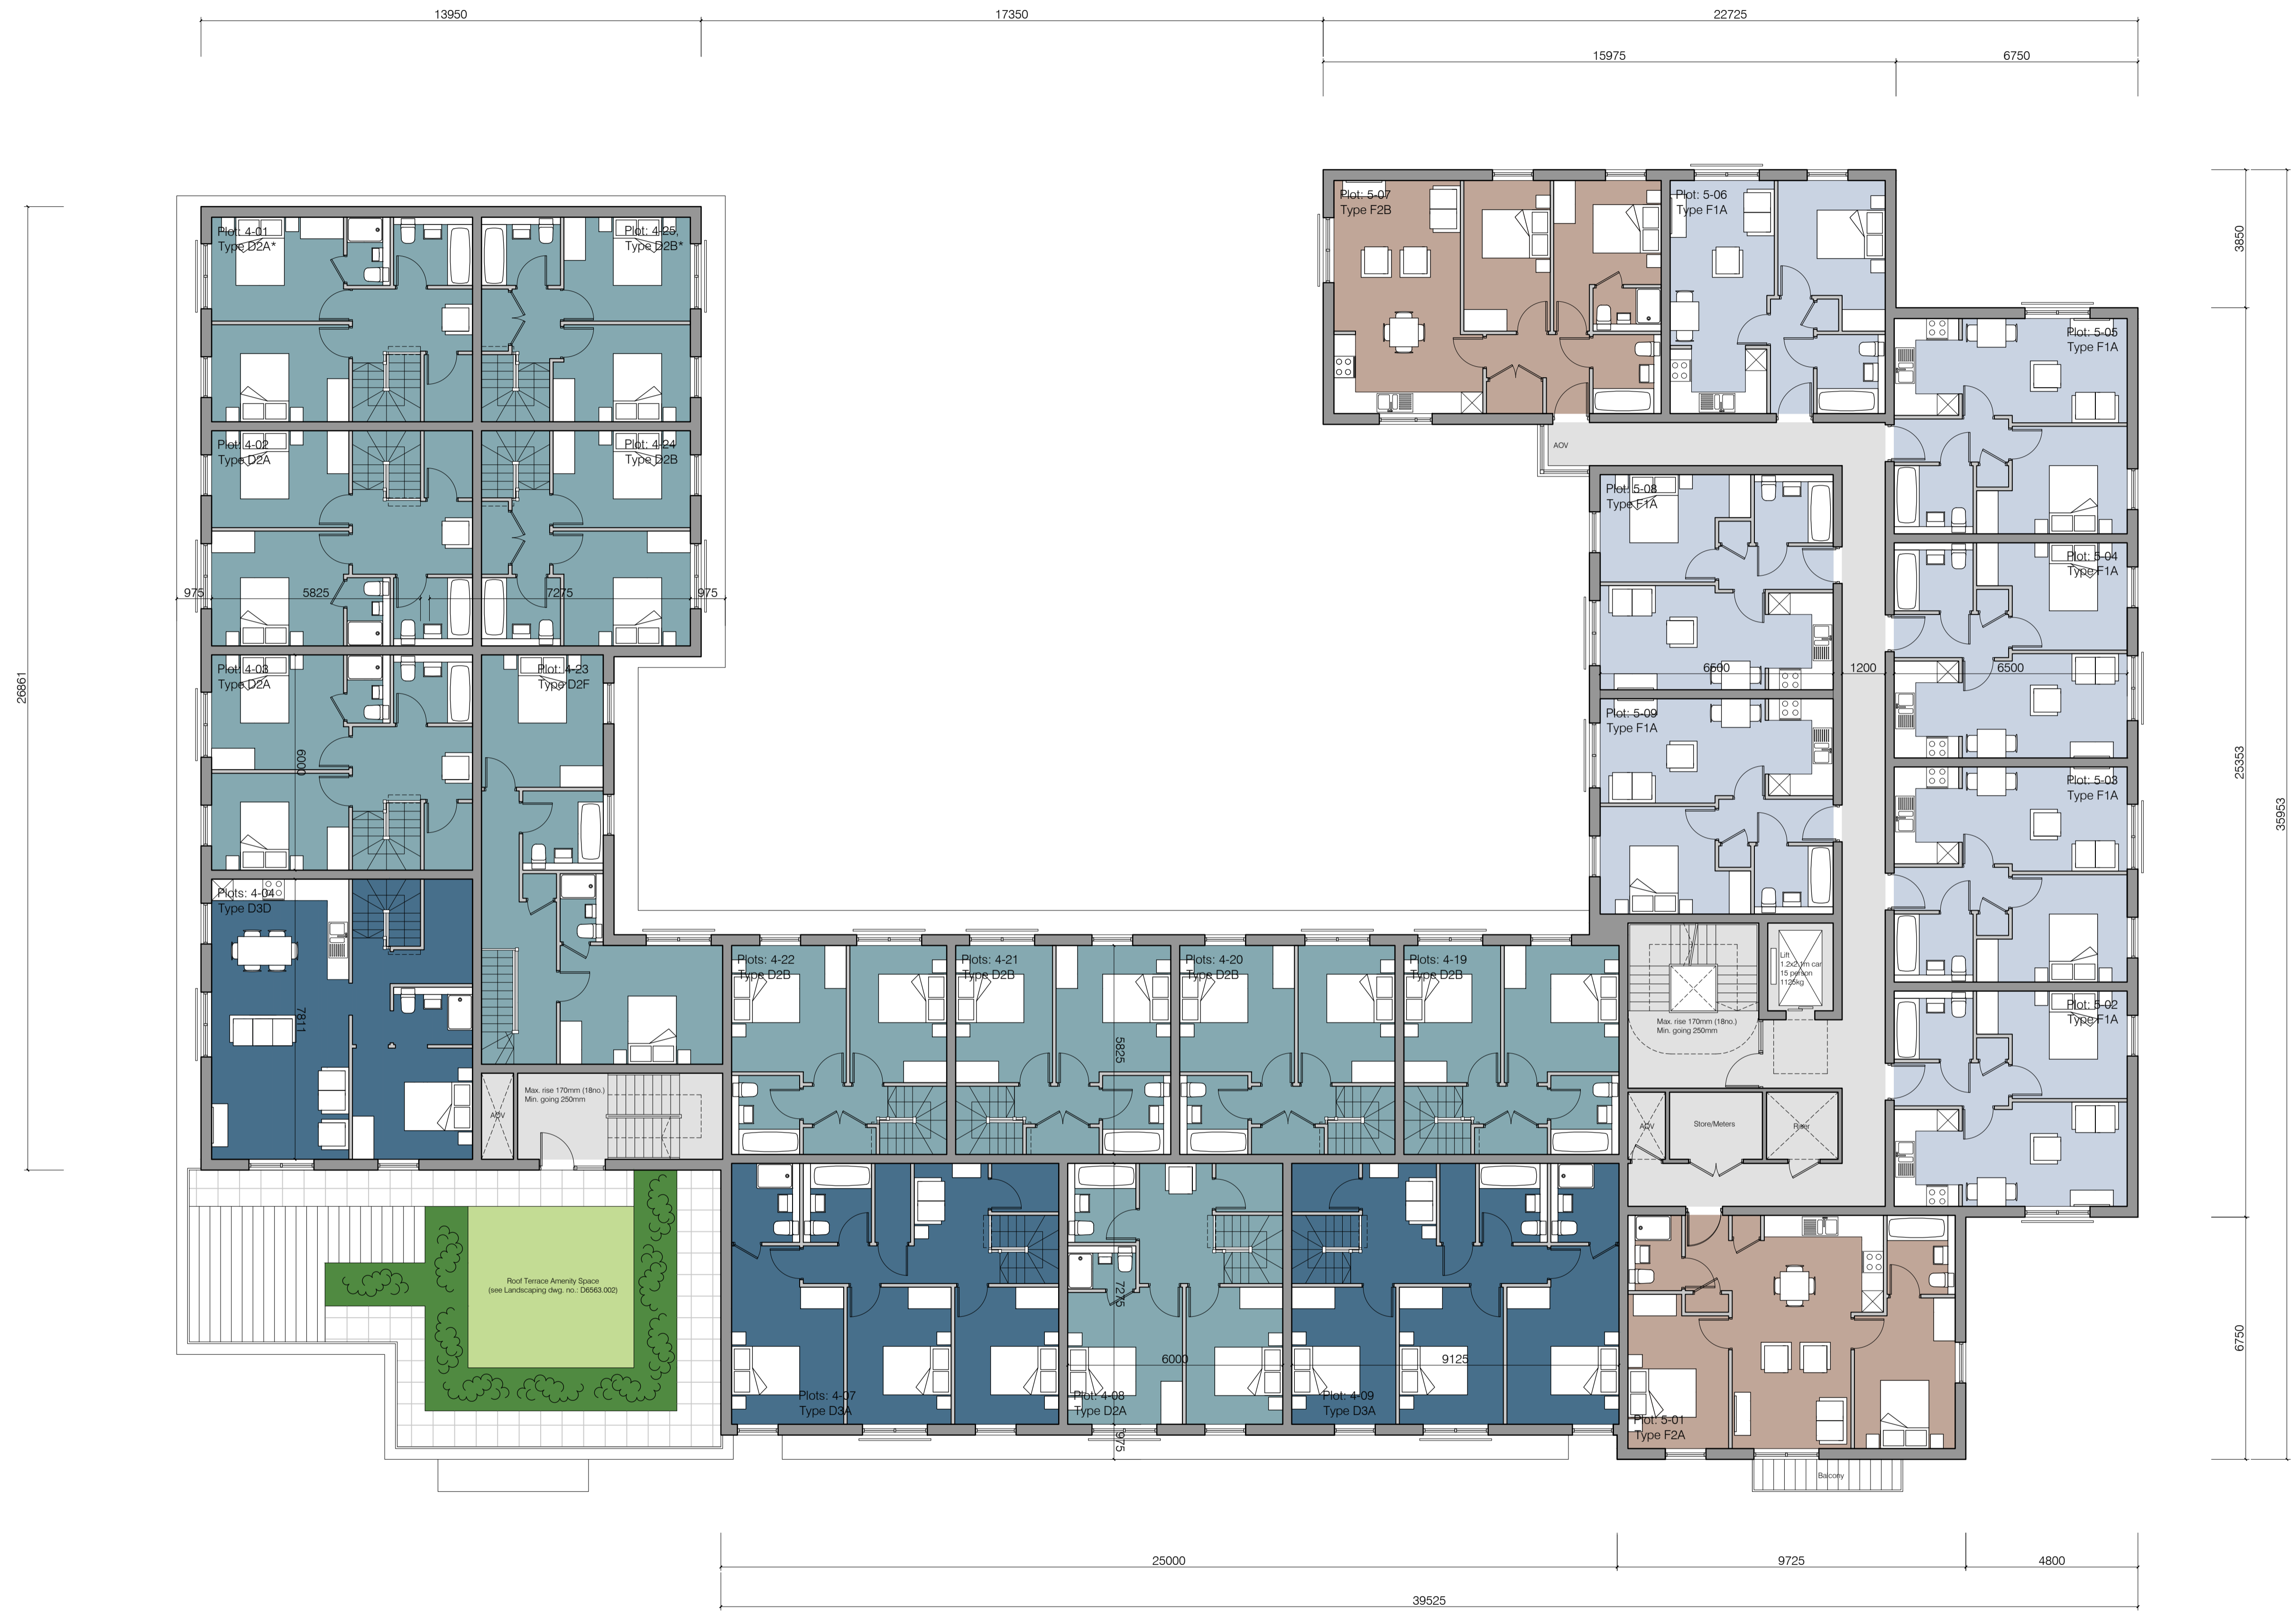 13950
17350
22725
15975
6750
Plot: 5-07
Type F2B
Plot: 5-06
Type F1A
3850
Plot: 4-01
Type D2A*
Plot: 4-25,
Type D2B*
Plot: 5-05
Type F1A
Plot: 4-02
Type D2A
Plot: 4-24
Type D2B
AOV
Plot: 5-08
Type F1A
Plot: 5-04
Type F1A
975
5825
7275
975
26861
Plot: 4-03
Type D2A
Plot: 4-23
Type D2F
6500
1200
6500
Plot: 5-09
Type F1A
6000
25353
35953
Plot: 5-03
Type F1A
Plots: 4-04
Type D3D
7811
Plots: 4-22
Type D2B
Plots: 4-21
Type D2B
Plots: 4-20
Type D2B
Plots: 4-19
Type D2B
Lift
1.2x2.1m car
15 person
1125kg
Plot: 5-02
Type F1A
Max. rise 170mm (18no.)
Min. going 250mm
5825
Max. rise 170mm (18no.)
Min. going 250mm
AOV
AOV
Store/Meters
Riser
Roof Terrace Amenity Space
(see Landscaping dwg. no.: D6563.002)
7275
6000
9125
6750
Plots: 4-07
Type D3A
Plot: 4-08
Type D2A
Plot: 4-09
Type D3A
Plot: 5-01
Type F2A
975
Balcony
25000
9725
4800
39525